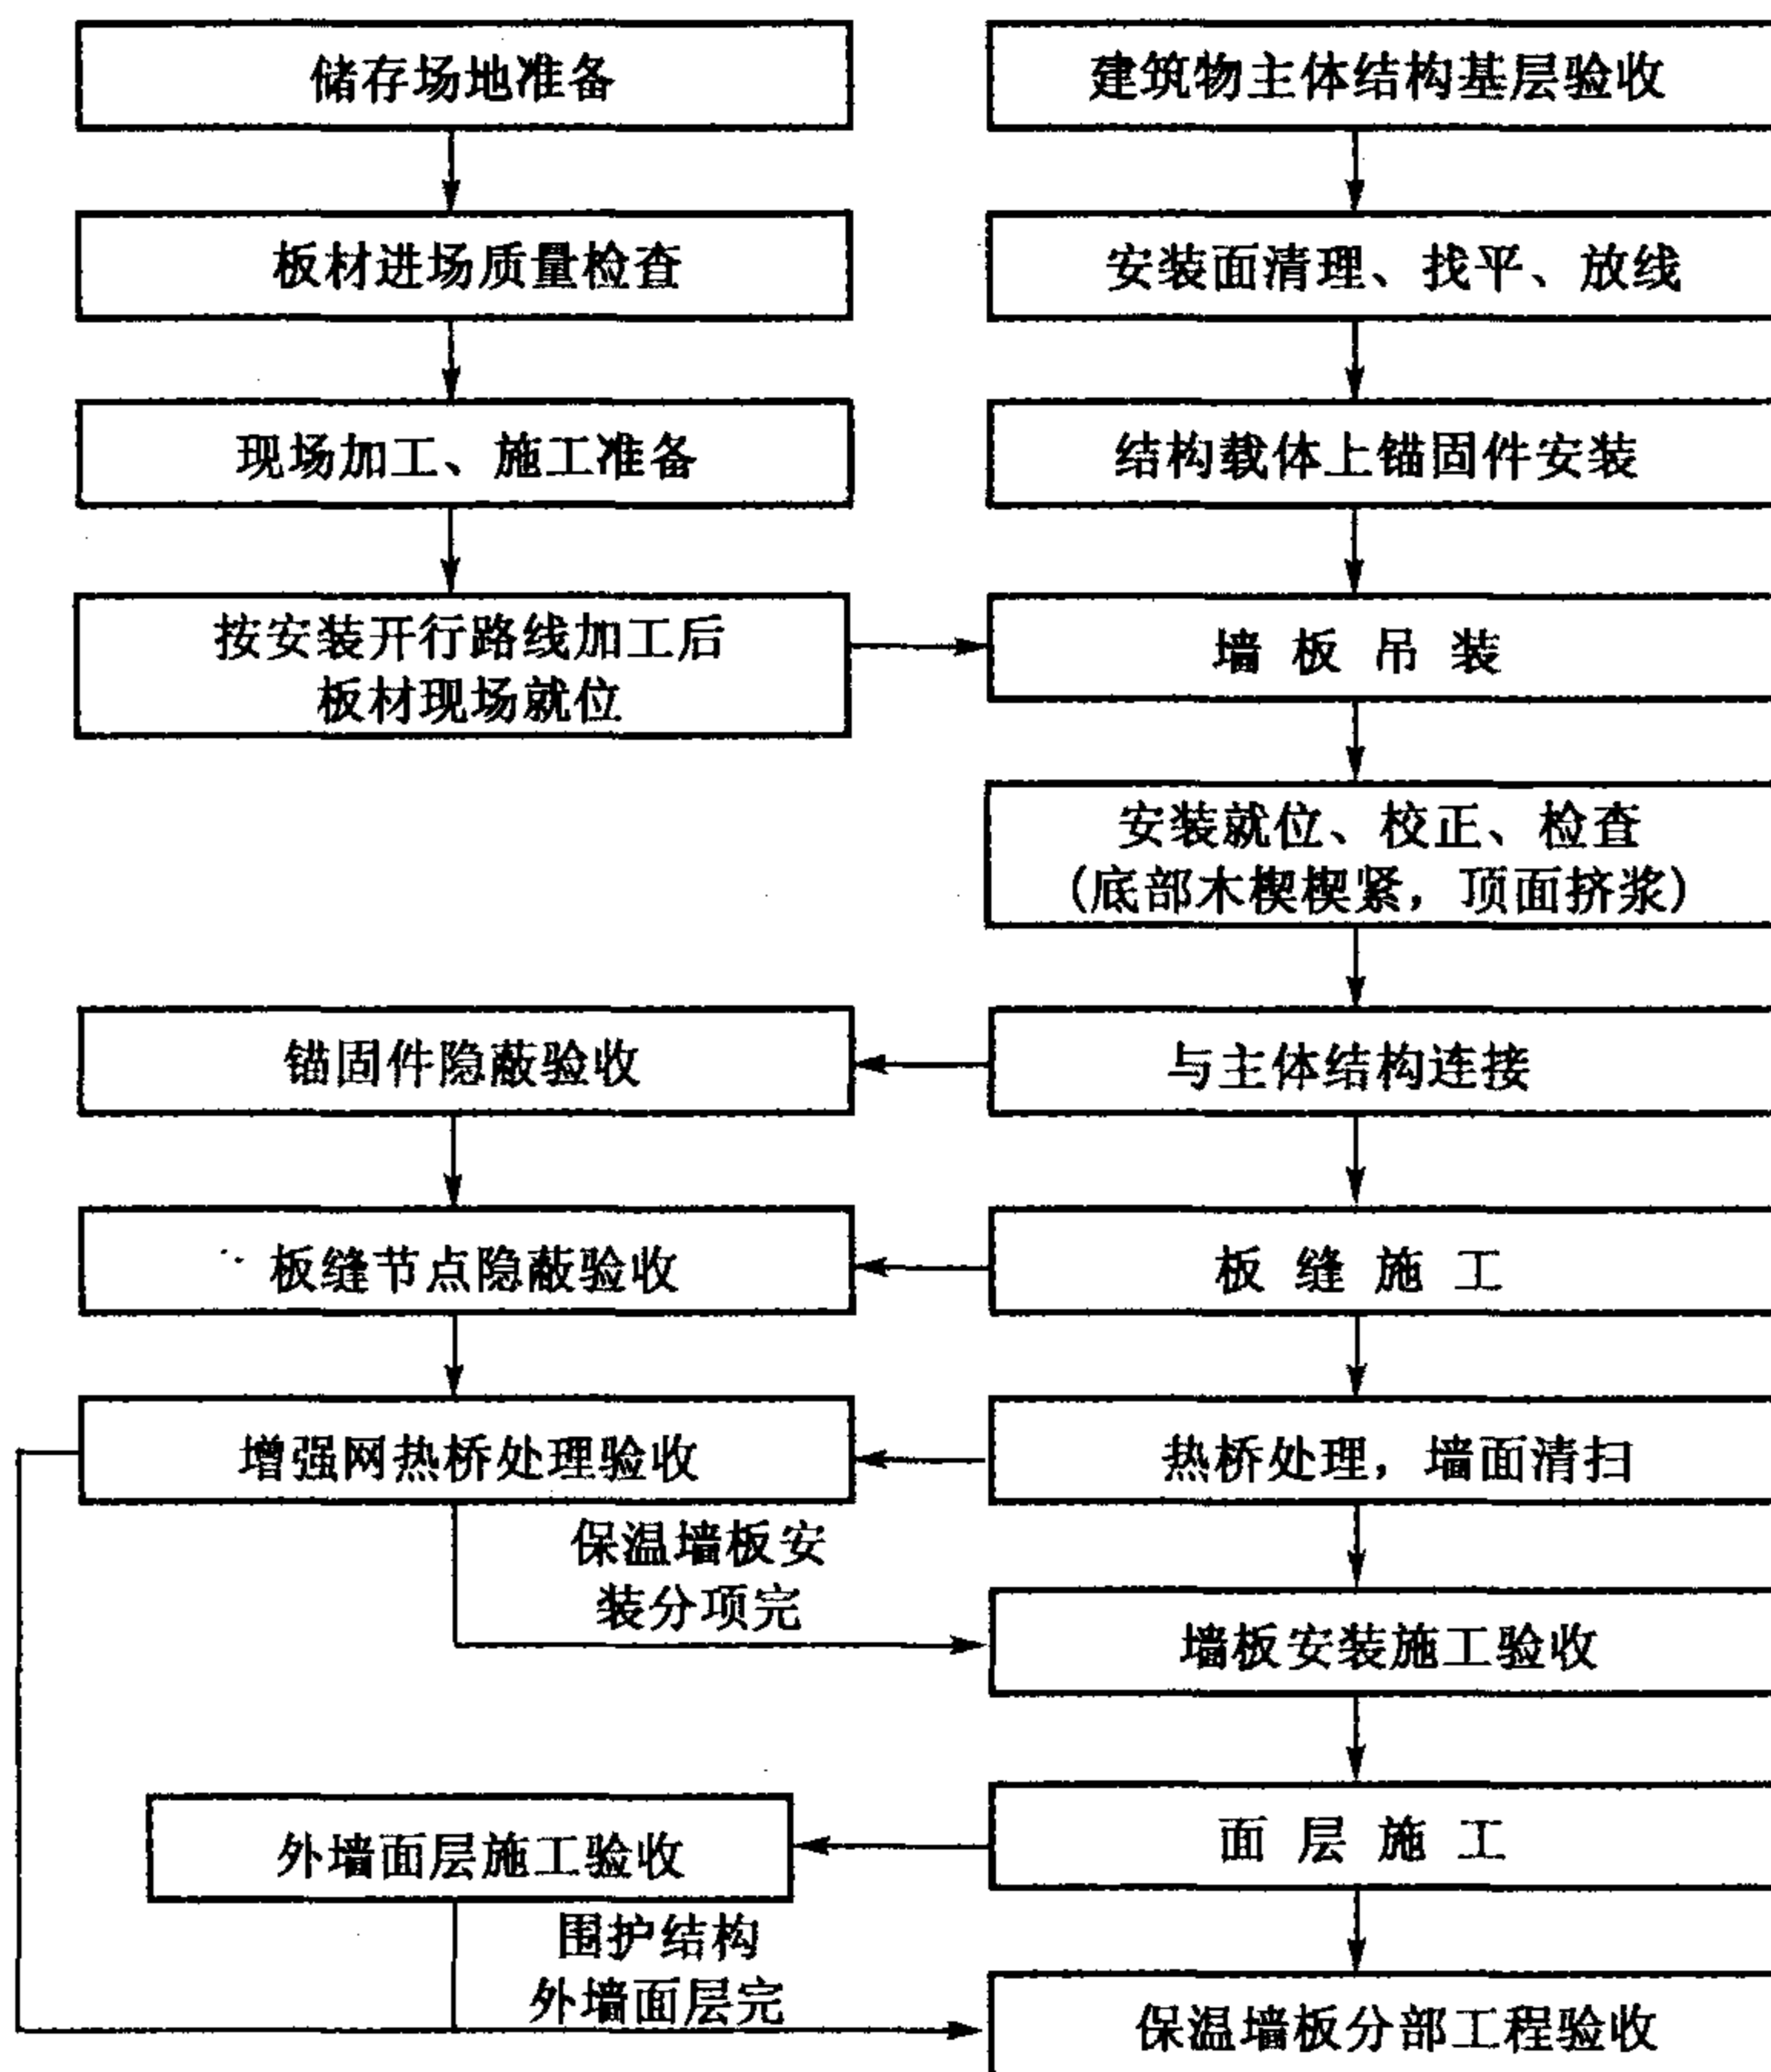 储存场地准备
建筑物主体结构基层验收
板材进场质量检查
安装面清理、找平、放线
现场加工、施工准备
结构载体上锚固件安装
按安装开行路线加工后
板材现场就位
墙板吊装
安装就位、校正、检查
(底部木楔楔紧，顶面挤浆)
锚固件隐蔽验收
与主体结构连接
板缝节点隐蔽验收
板缝施工
增强网热桥处理验收
热桥处理，墙面清扫
保温墙板安
装分项完
墙板安装施工验收
外墙面层施工验收
面层施工
围护结构
外墙面层完
保温墙板分部工程验收